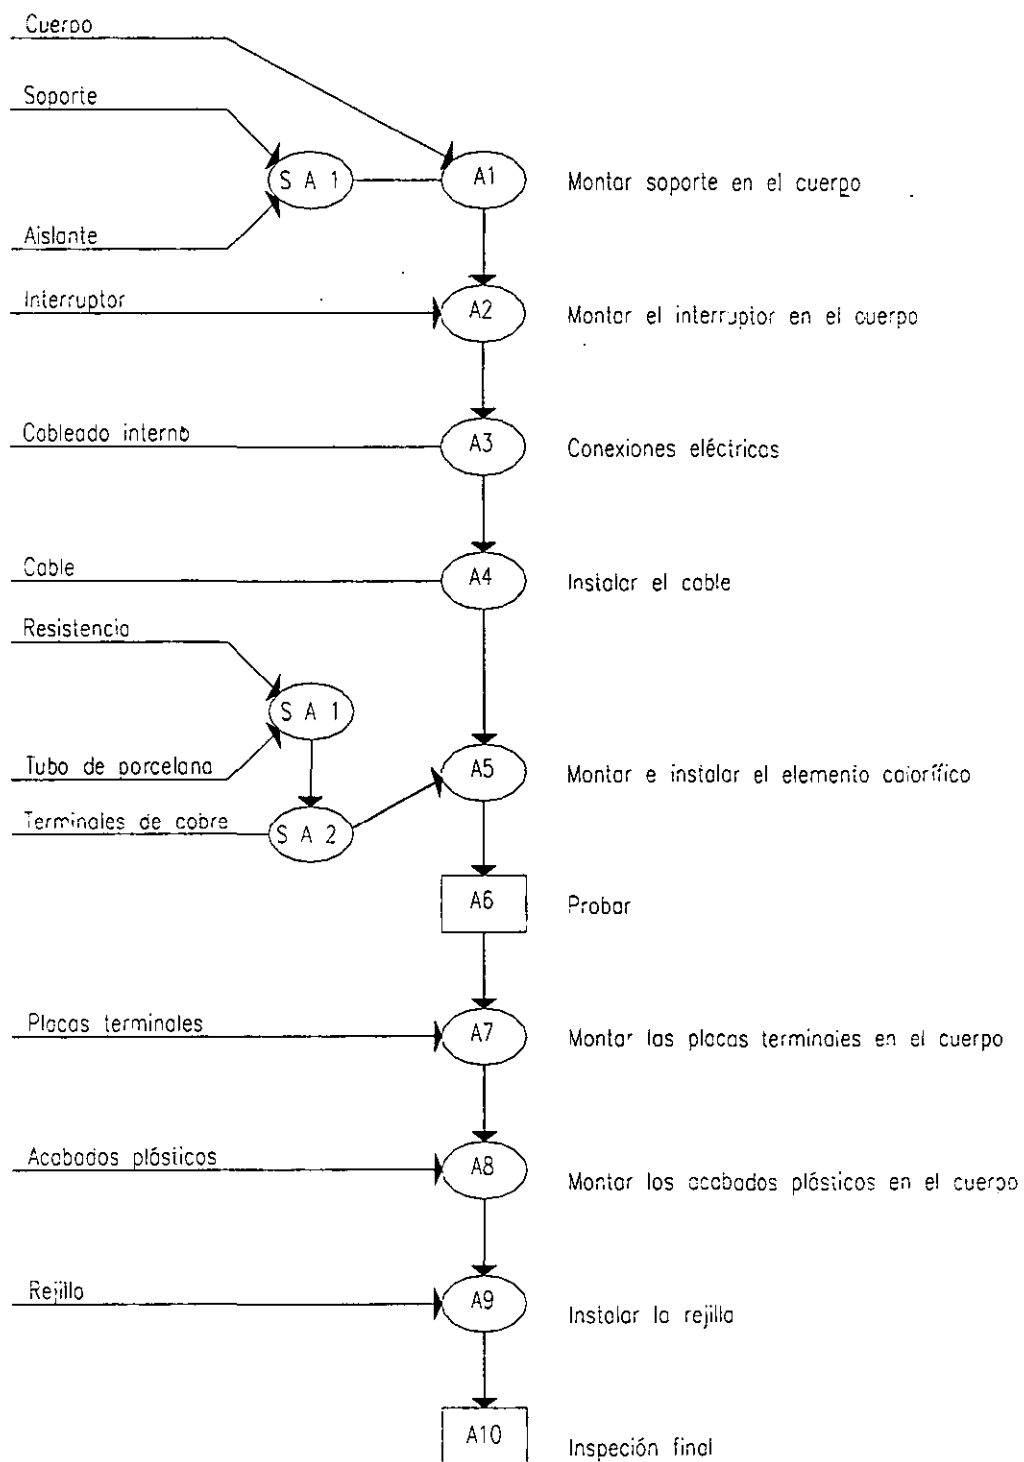 Cuerpo
Soporte
S A 1
A1
Montar soporte en el cuerpo
Aislante
Interruptor
A2
Montar el interruptor en el cuerpo
Cableado interno
A3
Conexiones eléctricas
Cable
A4
Instalar el cable
Resistencia
S A 1
Tubo de porcelana
A5
Montar e instalar el elemento calorífico
Terminales de cobre
S A 2
A6
Probar
Placas terminales
A7
Montar las placas terminales en el cuerpo
Acabados plásticos
A8
Montar los acabados plásticos en el cuerpo
Rejilla
A9
Instalar la rejilla
A10
Inspeción final